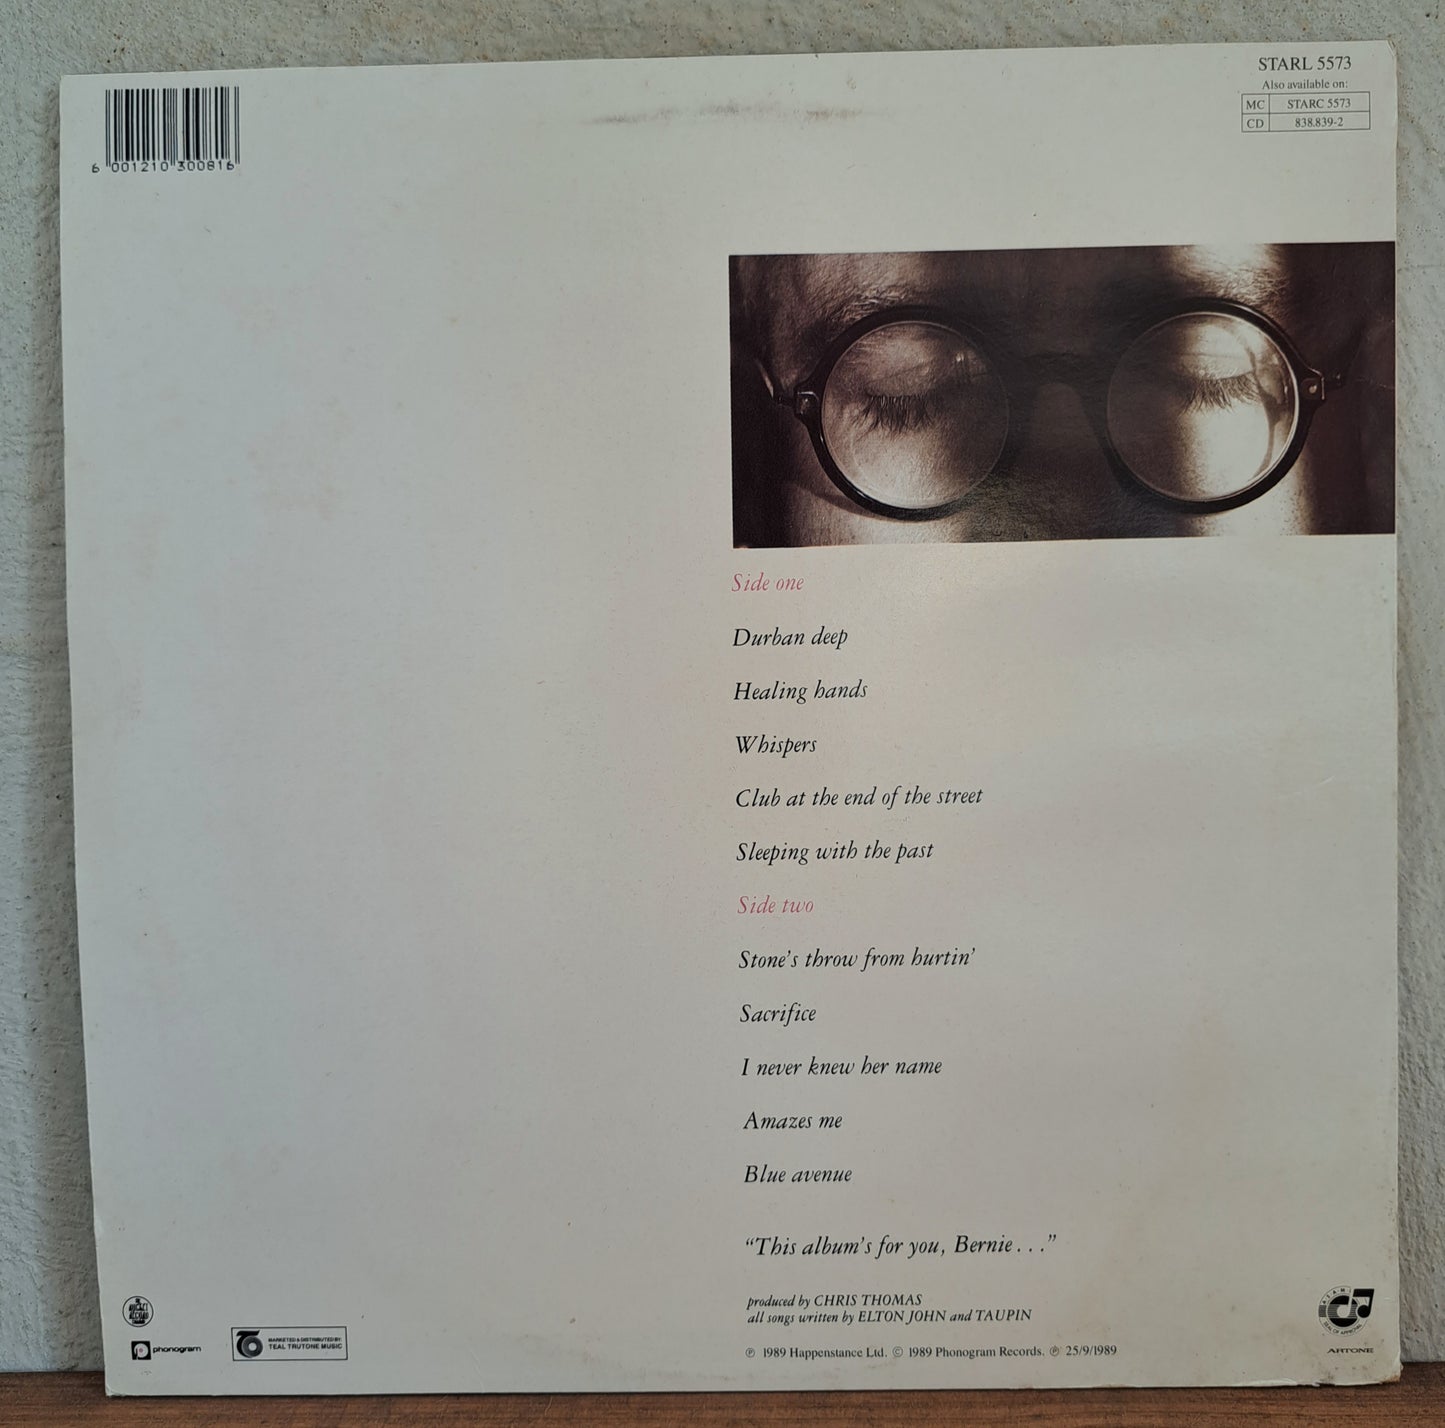 6 001210 300816
STARL 5573
Also available on:
MC STARC 5573
CD 838.839-2
Side one
Durban deep
Healing hands
Whispers
Club at the end of the street
Sleeping with the past
Side two
Stone's throw from hurtin'
Sacrifice
I never knew her name
Amazes me
Blue avenue
"This album's for you, Bernie . . ."
produced by CHRIS THOMAS
all songs written by ELTON JOHN and TAUPIN
℗ 1989 Happenstance Ltd. © 1989 Phonogram Records. ℗ 25/9/1989
phonogram
MARKETED & DISTRIBUTED BY:
TEAL TRUTONE MUSIC
ARTONE